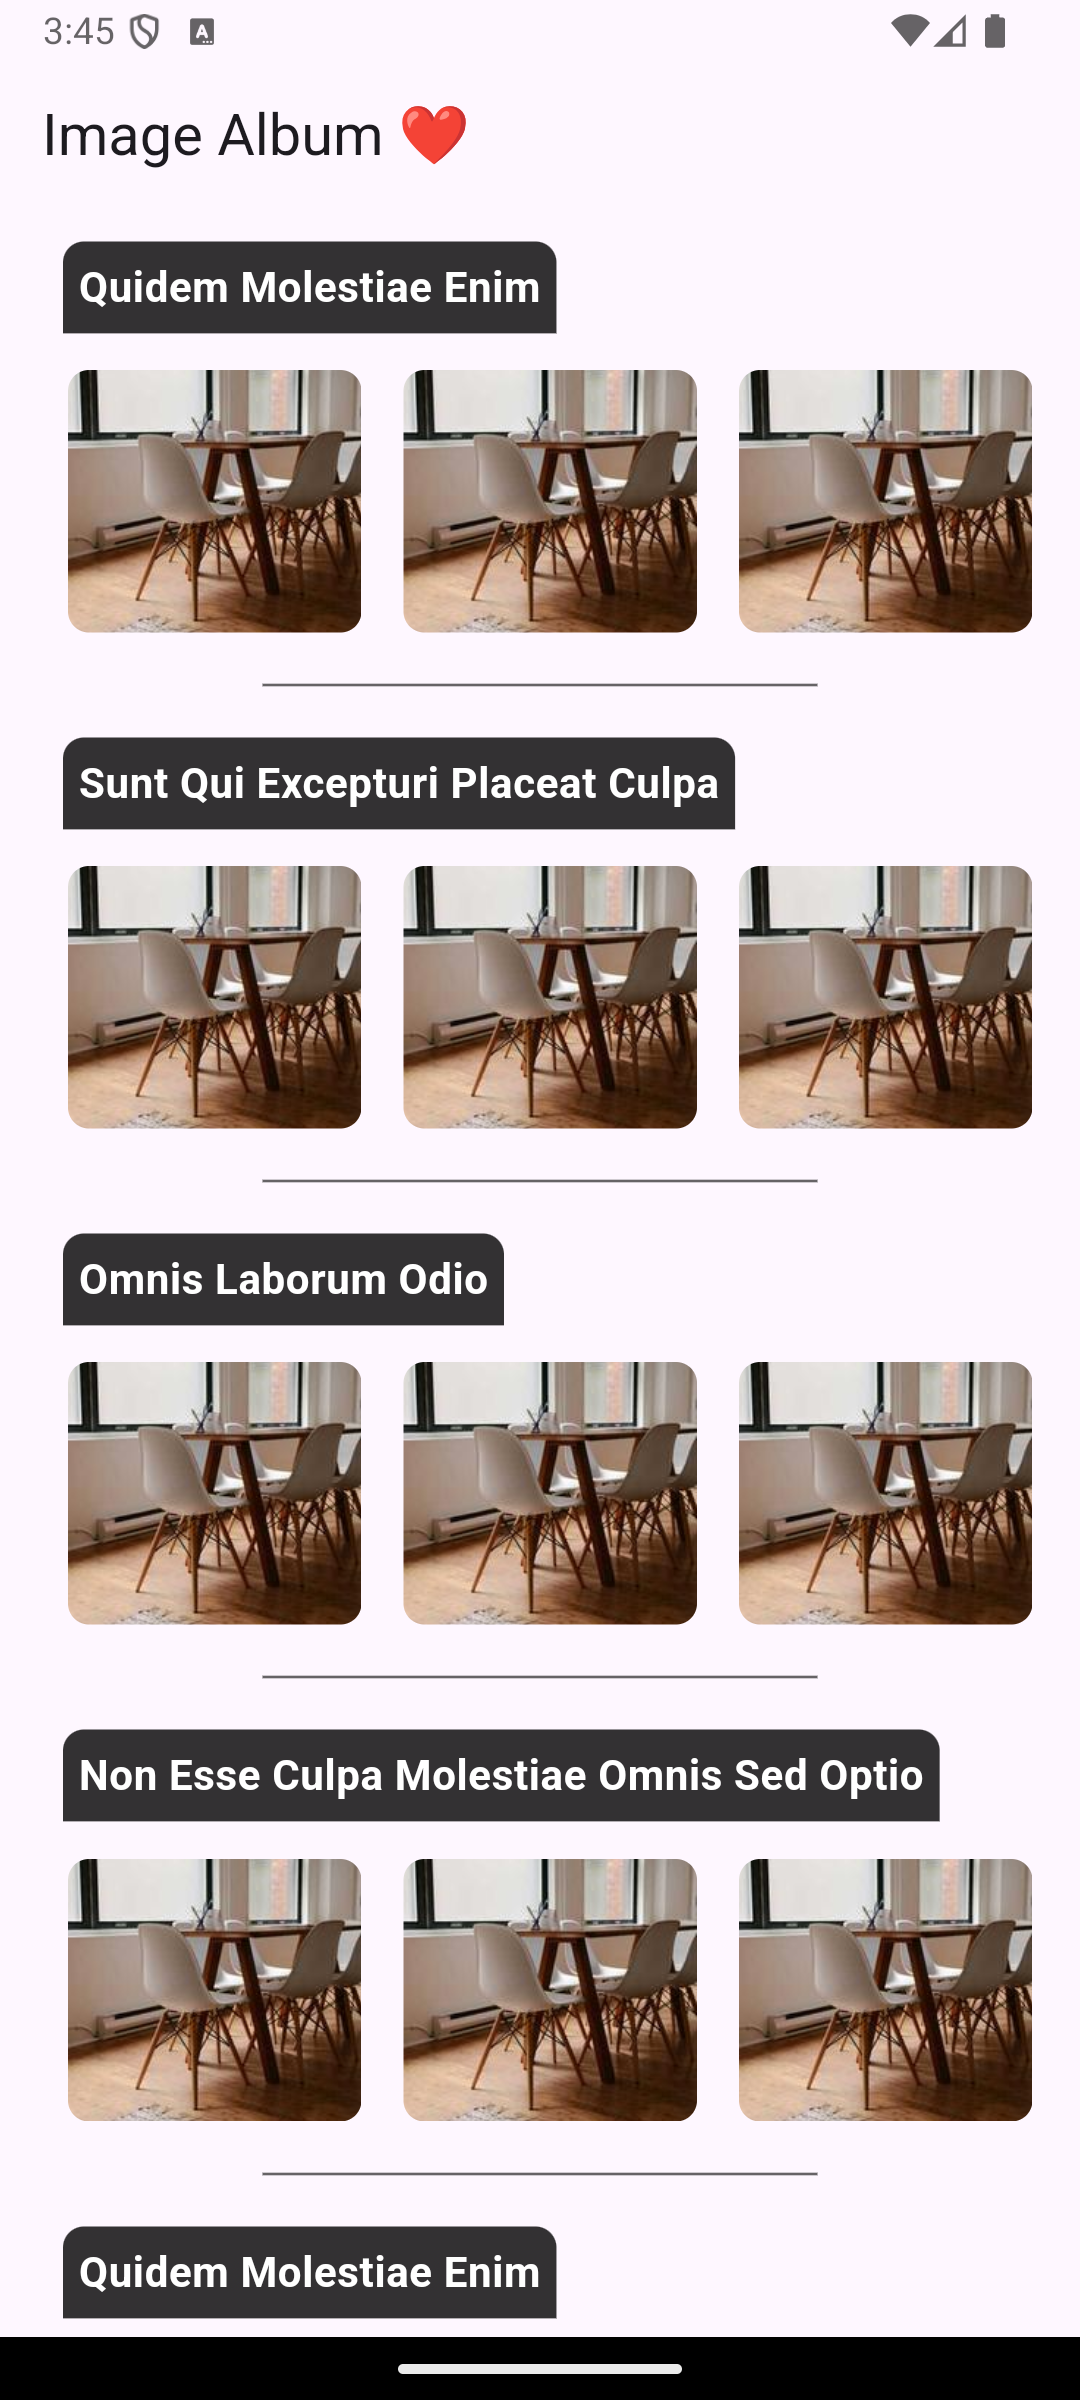 3:45
Image Album ❤️
Quidem Molestiae Enim
Sunt Qui Excepturi Placeat Culpa
Omnis Laborum Odio
Non Esse Culpa Molestiae Omnis Sed Optio
Quidem Molestiae Enim